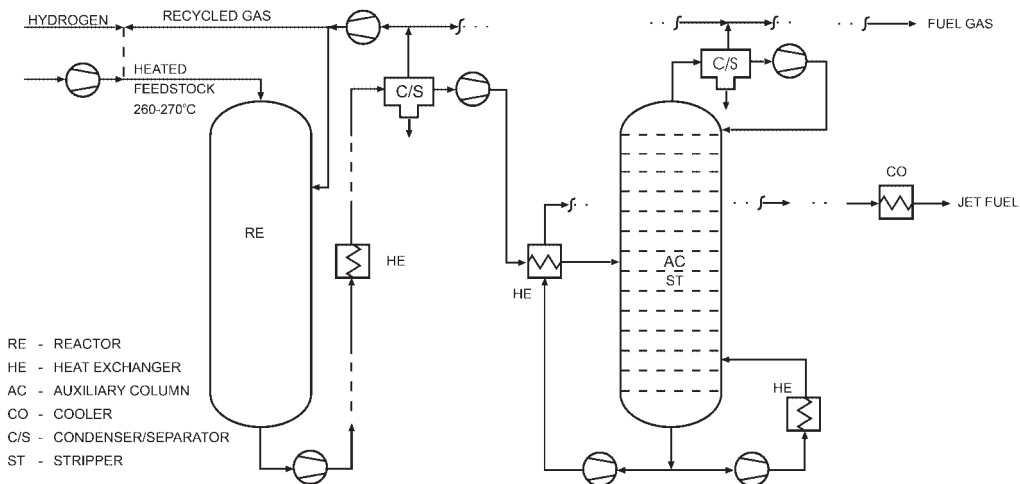 HYDROGEN
RECYCLED GAS
FUEL GAS
HEATED
FEEDSTOCK
260-270°C
C/S
C/S
CO
JET FUEL
RE
HE
HE
AC
ST
HE
RE - REACTOR
HE - HEAT EXCHANGER
AC - AUXILIARY COLUMN
CO - COOLER
C/S - CONDENSER/SEPARATOR
ST - STRIPPER